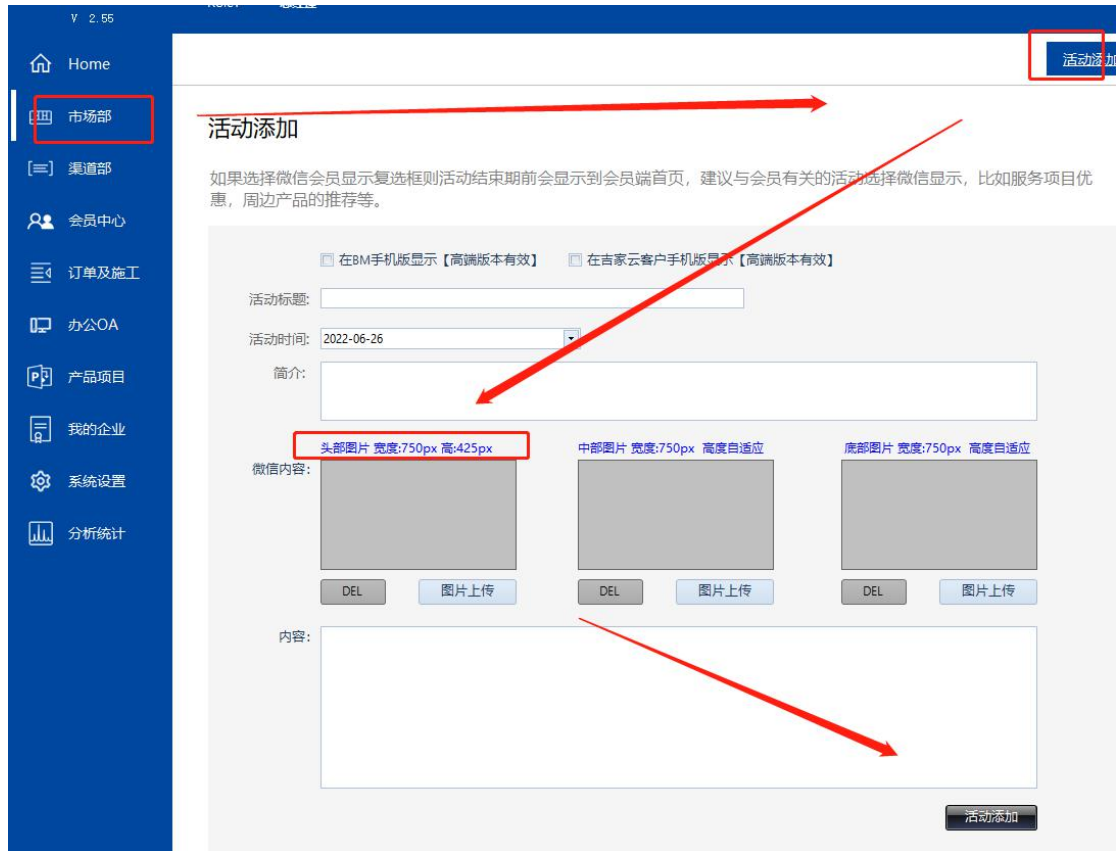 V 2.55
Home
活动添加
市场部
活动添加
渠道部
如果选择微信会员显示复选框则活动结束期前会显示到会员端首页，建议与会员有关的活动选择微信显示，比如服务项目优
惠，周边产品的推荐等。
会员中心
在BM手机版显示【高端版本有效】 在吉家云客户手机版显示【高端版本有效】
订单及施工
活动标题:
办公OA
活动时间: 2022-06-26
简介:
产品项目
我的企业
头部图片 宽度:750px 高:425px 中部图片 宽度:750px 高度自适应 底部图片 宽度:750px 高度自适应
微信内容:
系统设置
分析统计
DEL 图片上传 DEL 图片上传 DEL 图片上传
内容:
活动添加